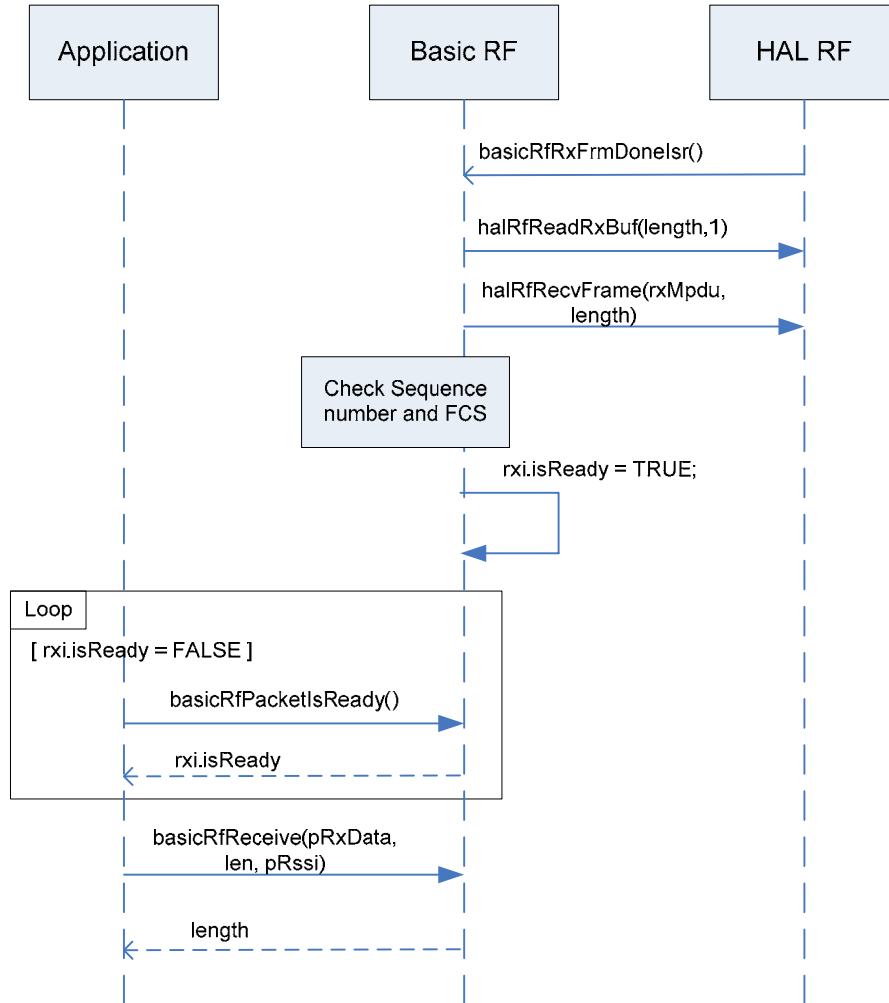 Application
Basic RF
HAL RF
basicRfRxFrmDoneIsr()
halRfReadRxBuf(length,1)
halRfRecvFrame(rxMpdu,
length)
Check Sequence
number and FCS
rxi.isReady = TRUE;
Loop
[ rxi.isReady = FALSE ]
basicRfPacketIsReady()
rxi.isReady
basicRfReceive(pRxData,
len, pRssi)
length